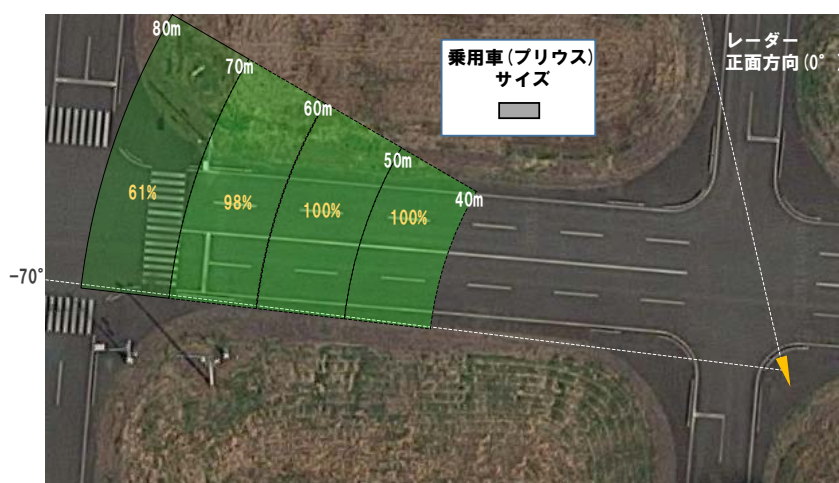 80m
70m
60m
50m
40m
61%
98%
100%
100%
-70°
乗用車(プリウス)
サイズ
レーダー
正面方向(0°)